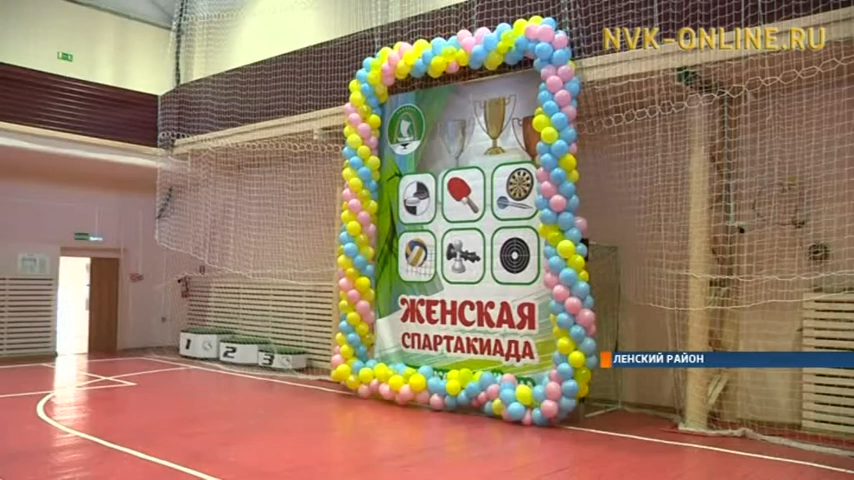 NVK-ONLINE.RU
ЖЕНСКАЯ
СПАРТАКИАДА
ЛЕНСКИЙ РАЙОН
1
2
3